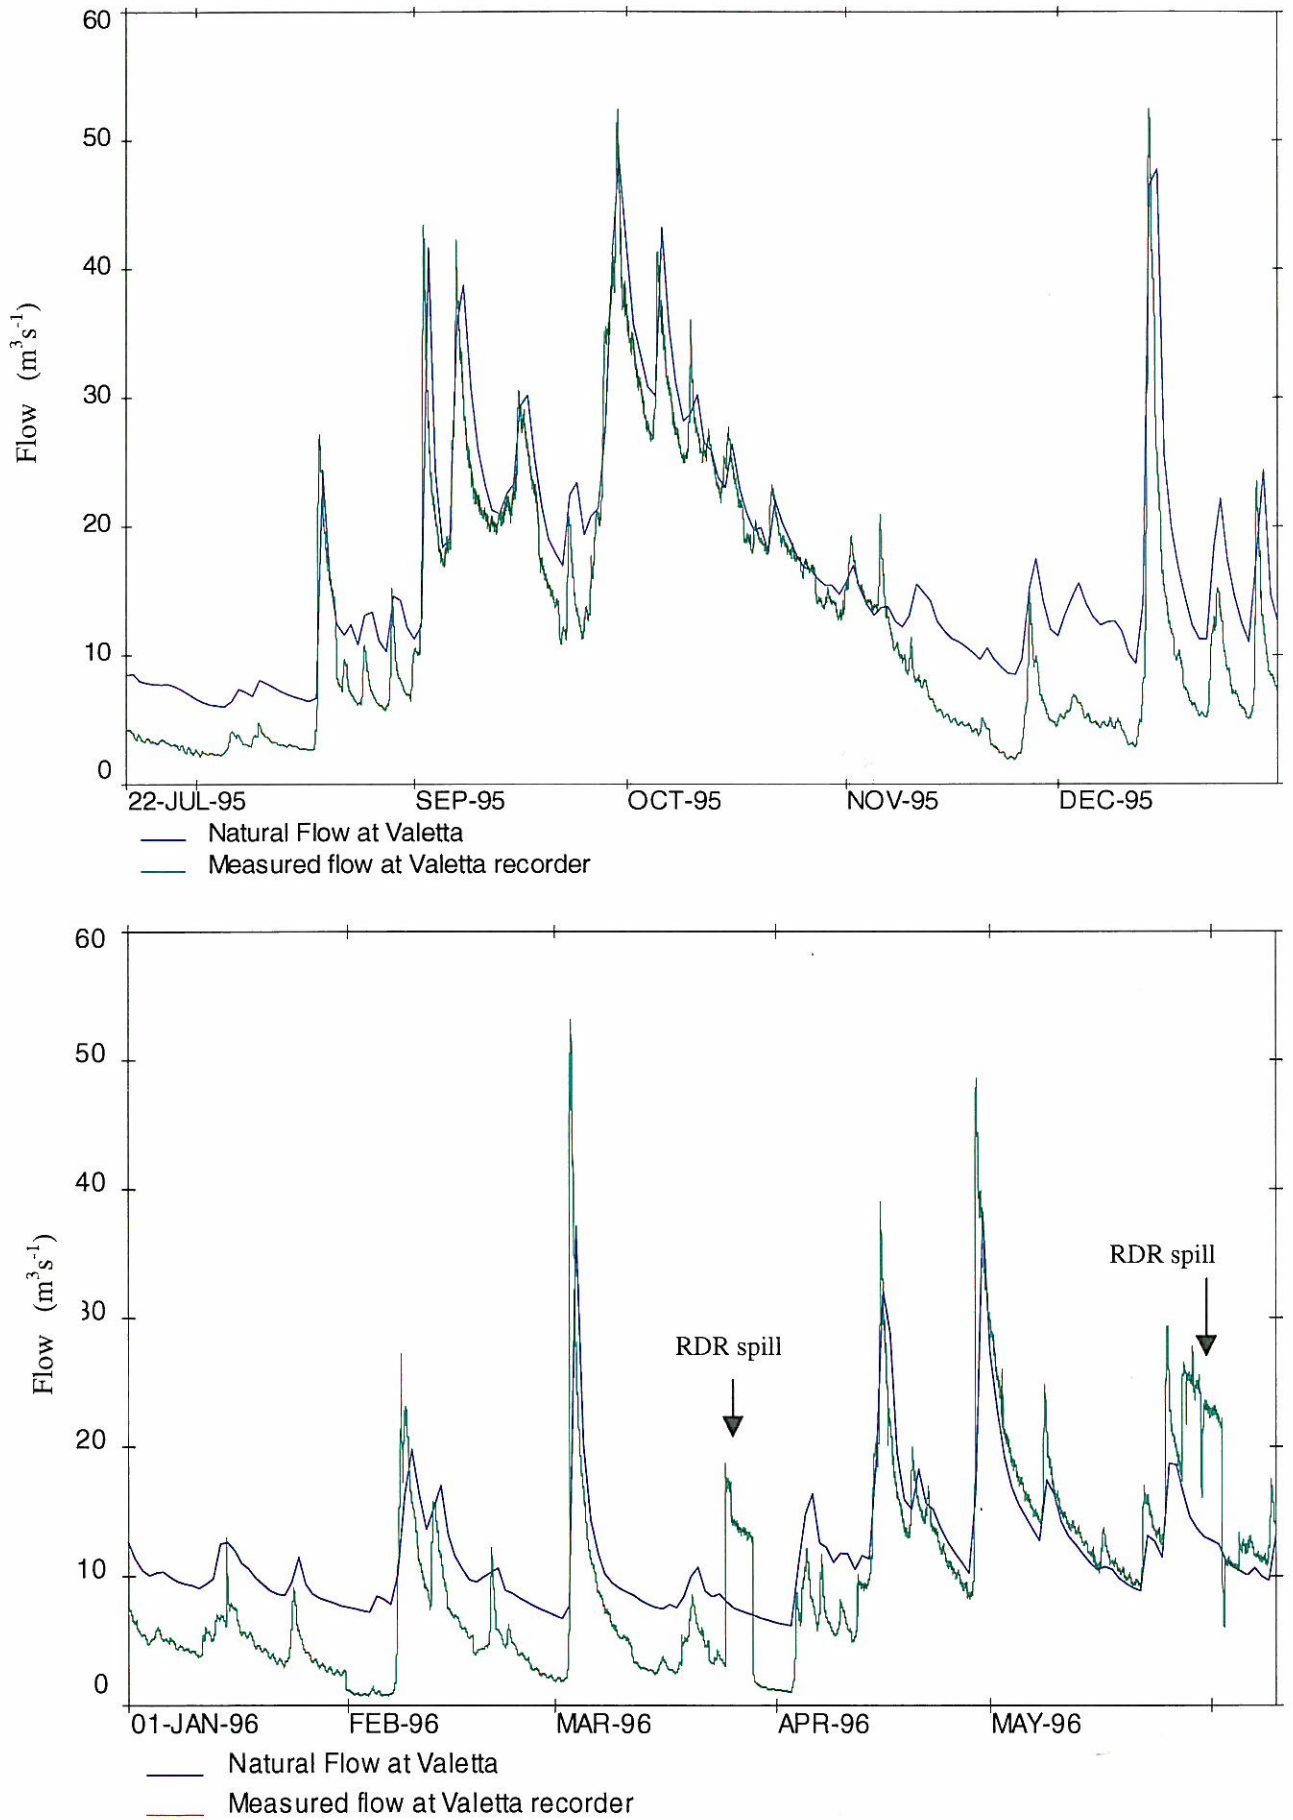 60
50
40
30
20
10
0
Flow (m³s⁻¹)
22-JUL-95 SEP-95 OCT-95 NOV-95 DEC-95
Natural Flow at Valetta
Measured flow at Valetta recorder
60
50
40
30
20
10
0
Flow (m³s⁻¹)
RDR spill
RDR spill
01-JAN-96 FEB-96 MAR-96 APR-96 MAY-96
Natural Flow at Valetta
Measured flow at Valetta recorder